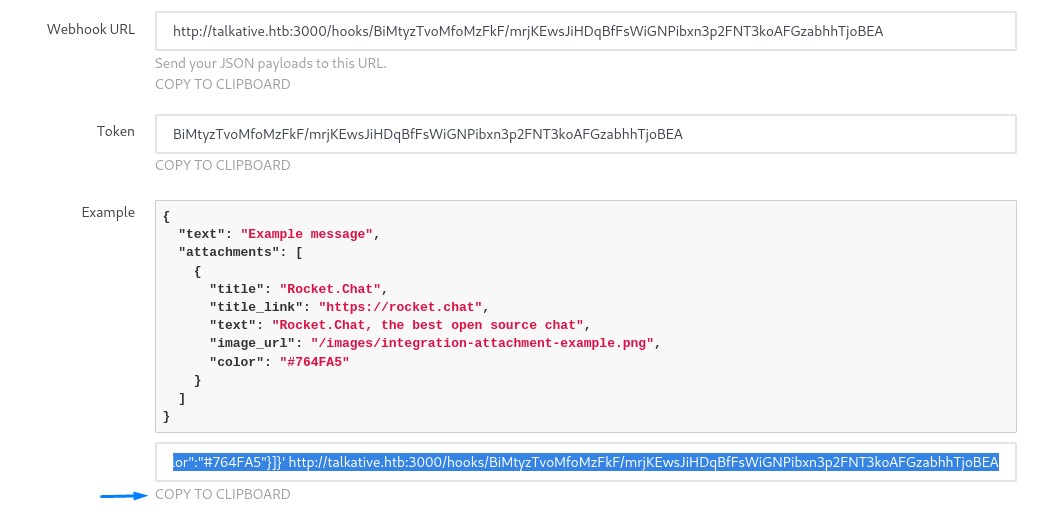 Webhook URL
http://talkative.htb:3000/hooks/BiMtyzTvoMfoMzFkF/mrjKEwsJiHDqBfFsWiGNPibxn3p2FNT3koAFGzabhhTjoBEA
Send your JSON payloads to this URL.
COPY TO CLIPBOARD
Token
BiMtyzTvoMfoMzFkF/mrjKEwsJiHDqBfFsWiGNPibxn3p2FNT3koAFGzabhhTjoBEA
COPY TO CLIPBOARD
Example
{
  "text": "Example message",
  "attachments": [
    {
      "title": "Rocket.Chat",
      "title_link": "https://rocket.chat",
      "text": "Rocket.Chat, the best open source chat",
      "image_url": "/images/integration-attachment-example.png",
      "color": "#764FA5"
    }
  ]
}
lor":"#764FA5"}]}' http://talkative.htb:3000/hooks/BiMtyzTvoMfoMzFkF/mrjKEwsJiHDqBfFsWiGNPibxn3p2FNT3koAFGzabhhTjoBEA
COPY TO CLIPBOARD